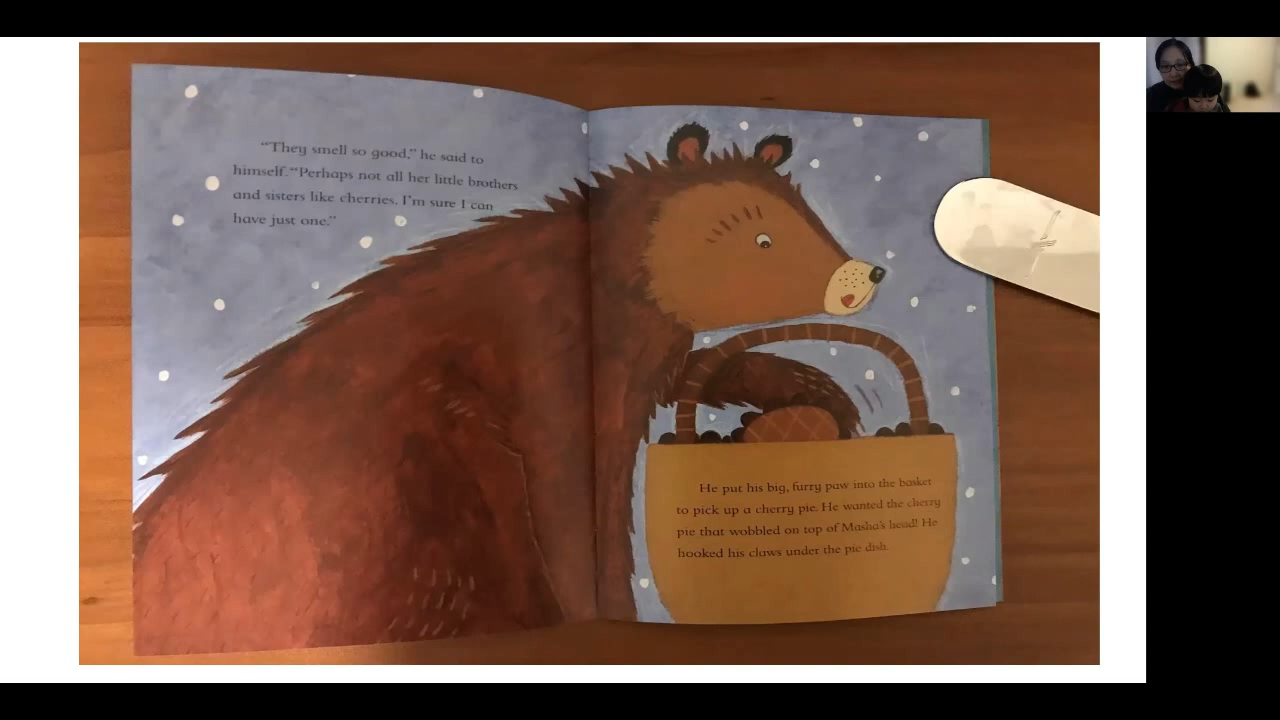 “They smell so good,” he said to
himself. “Perhaps not all her little brothers
and sisters like cherries. I’m sure I can
have just one.”
He put his big, furry paw into the basket
to pick up a cherry pie. He wanted the cherry
pie that wobbled on top of Masha’s head! He
hooked his claws under the pie dish.